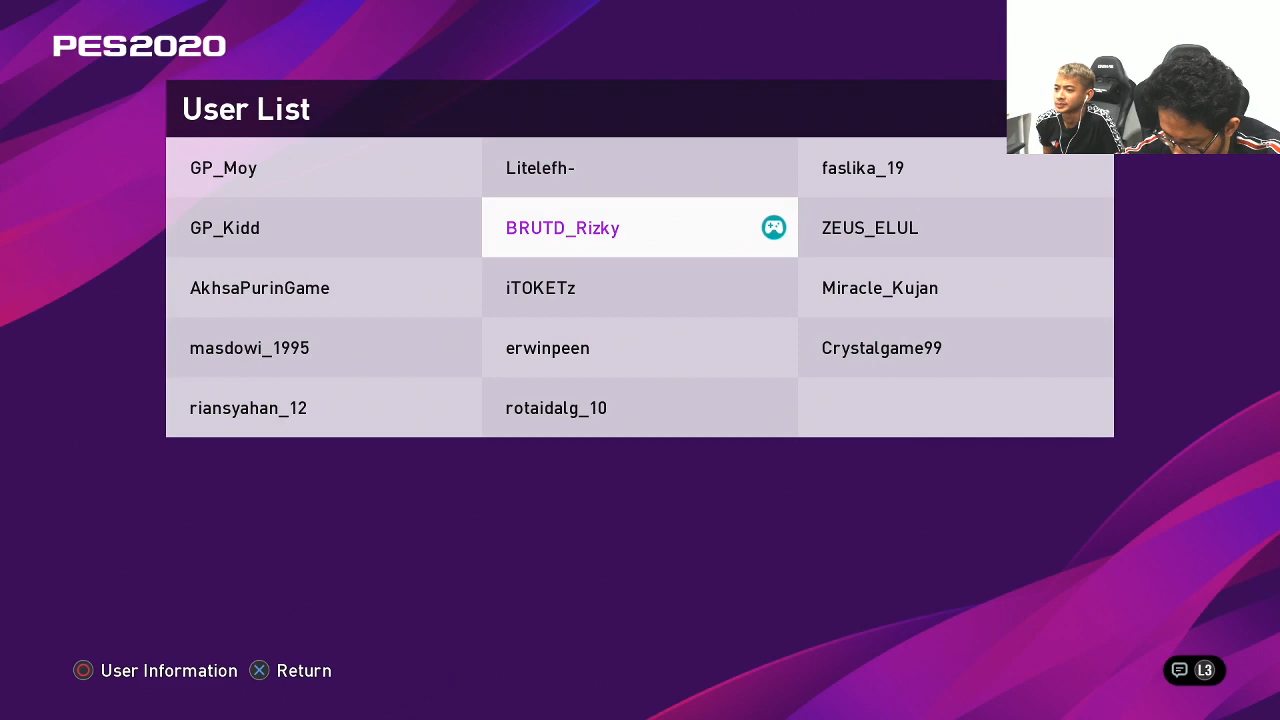 PES2020
User List
GP_Moy
Litelefh-
faslika_19
GP_Kidd
BRUTD_Rizky
ZEUS_ELUL
AkhsaPurinGame
iTOKETz
Miracle_Kujan
masdowi_1995
erwinpeen
Crystalgame99
riansyahan_12
rotaidalg_10
User Information
Return
L3